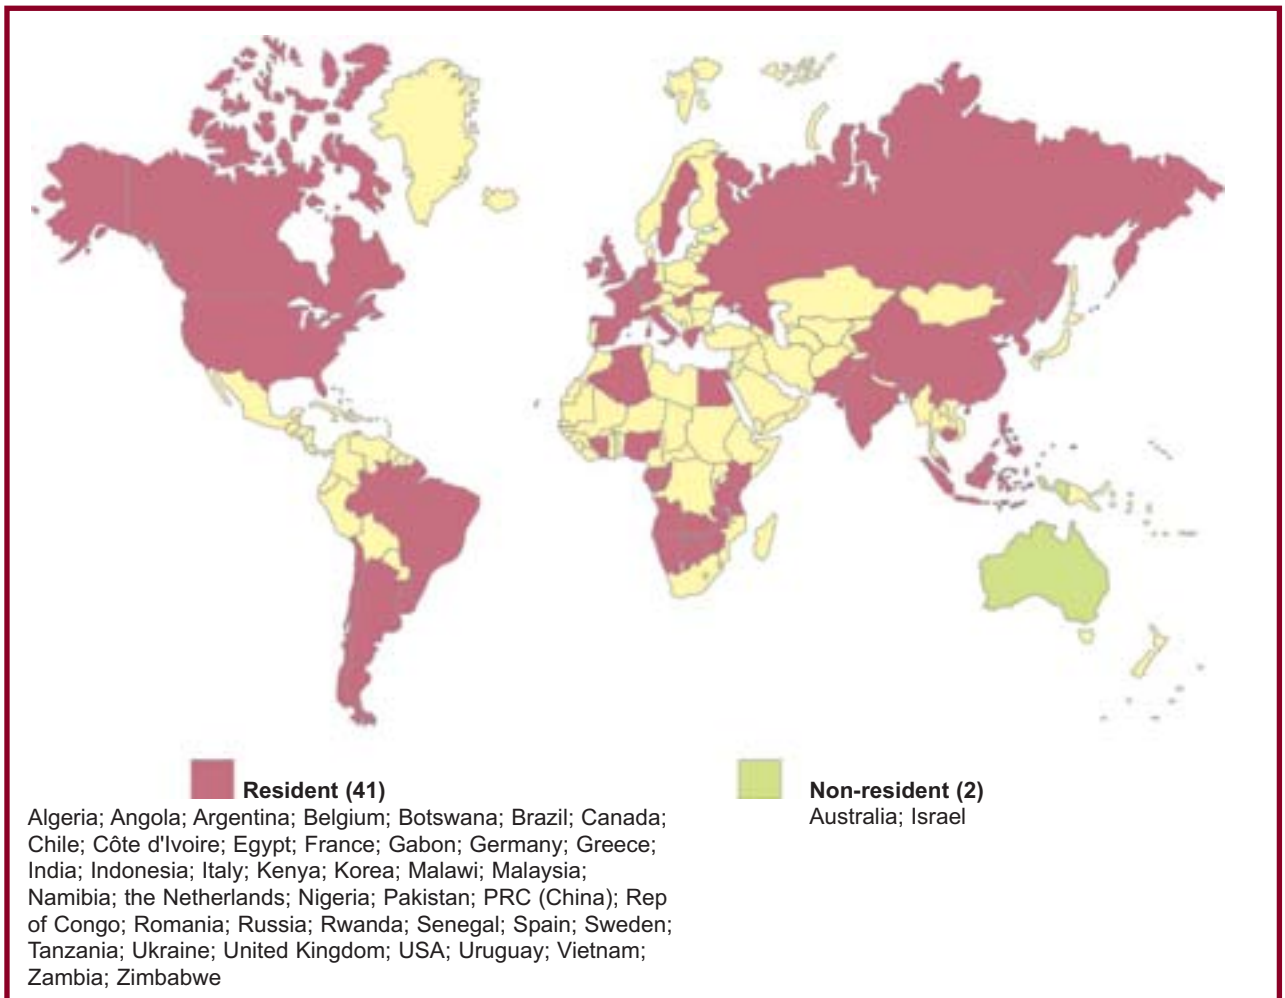 Resident (41)
Algeria; Angola; Argentina; Belgium; Botswana; Brazil; Canada;
Chile; Côte d'Ivoire; Egypt; France; Gabon; Germany; Greece;
India; Indonesia; Italy; Kenya; Korea; Malawi; Malaysia;
Namibia; the Netherlands; Nigeria; Pakistan; PRC (China); Rep
of Congo; Romania; Russia; Rwanda; Senegal; Spain; Sweden;
Tanzania; Ukraine; United Kingdom; USA; Uruguay; Vietnam;
Zambia; Zimbabwe
Non-resident (2)
Australia; Israel